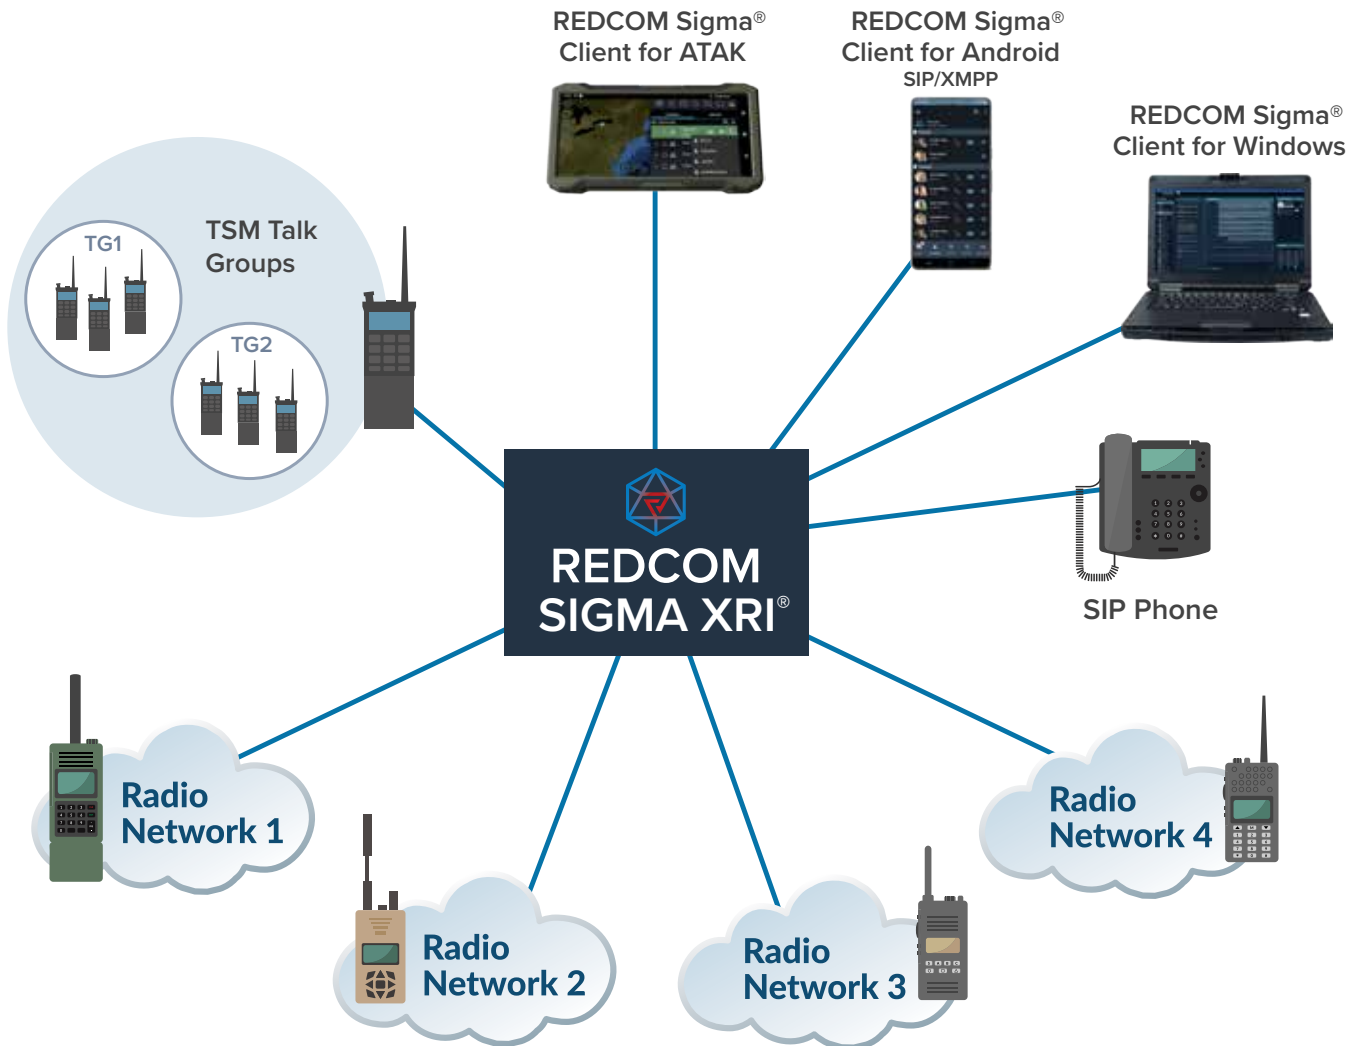 REDCOM Sigma®
Client for ATAK
REDCOM Sigma®
Client for Android
SIP/XMPP
REDCOM Sigma®
Client for Windows
TSM Talk
Groups
TG1
TG2
REDCOM
SIGMA XRI®
SIP Phone
Radio
Network 1
Radio
Network 2
Radio
Network 3
Radio
Network 4